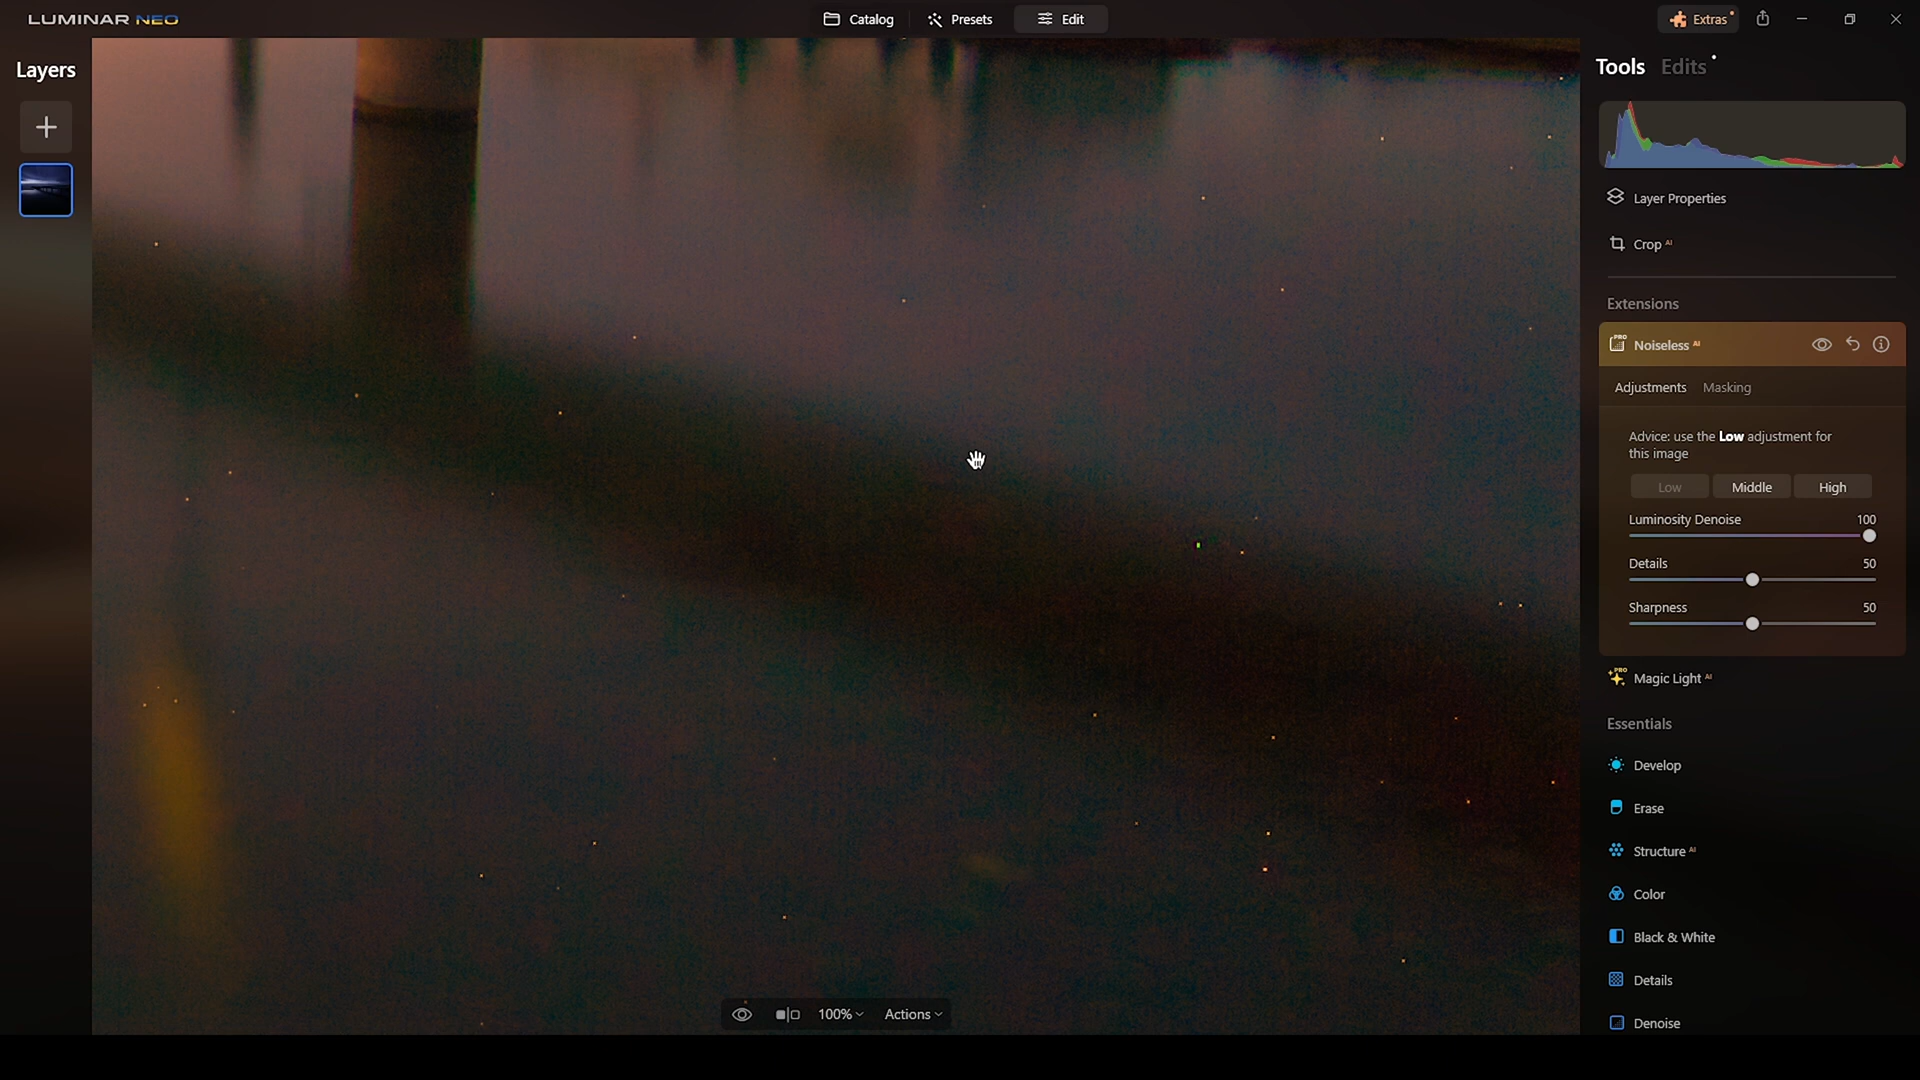 LUMINAR NEO
Catalog
Presets
Edit
Extras
Layers
Tools
Edits
Layer Properties
Crop AI
Extensions
PRO
Noiseless AI
Adjustments
Masking
Advice: use the Low adjustment for
this image
Low
Middle
High
Luminosity Denoise
100
Details
50
Sharpness
50
PRO
Magic Light AI
Essentials
Develop
Erase
Structure AI
Color
Black & White
Details
Denoise
100%
Actions